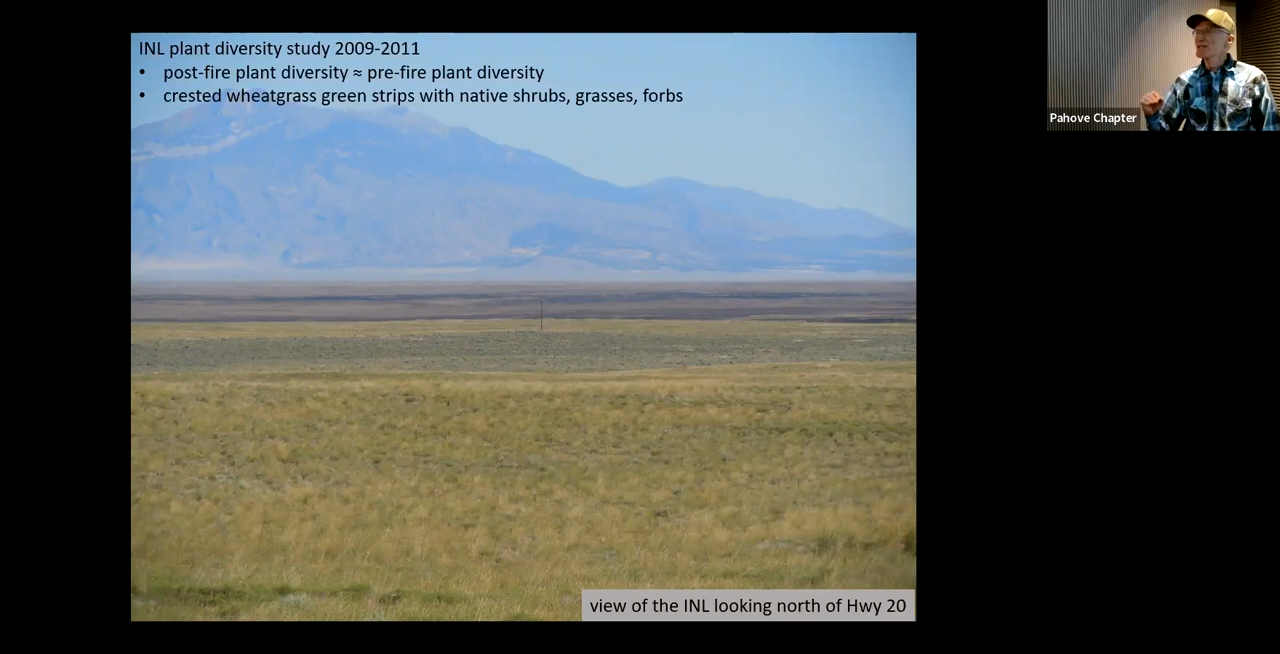 INL plant diversity study 2009-2011
• post-fire plant diversity ≈ pre-fire plant diversity
• crested wheatgrass green strips with native shrubs, grasses, forbs
Pahove Chapter
view of the INL looking north of Hwy 20